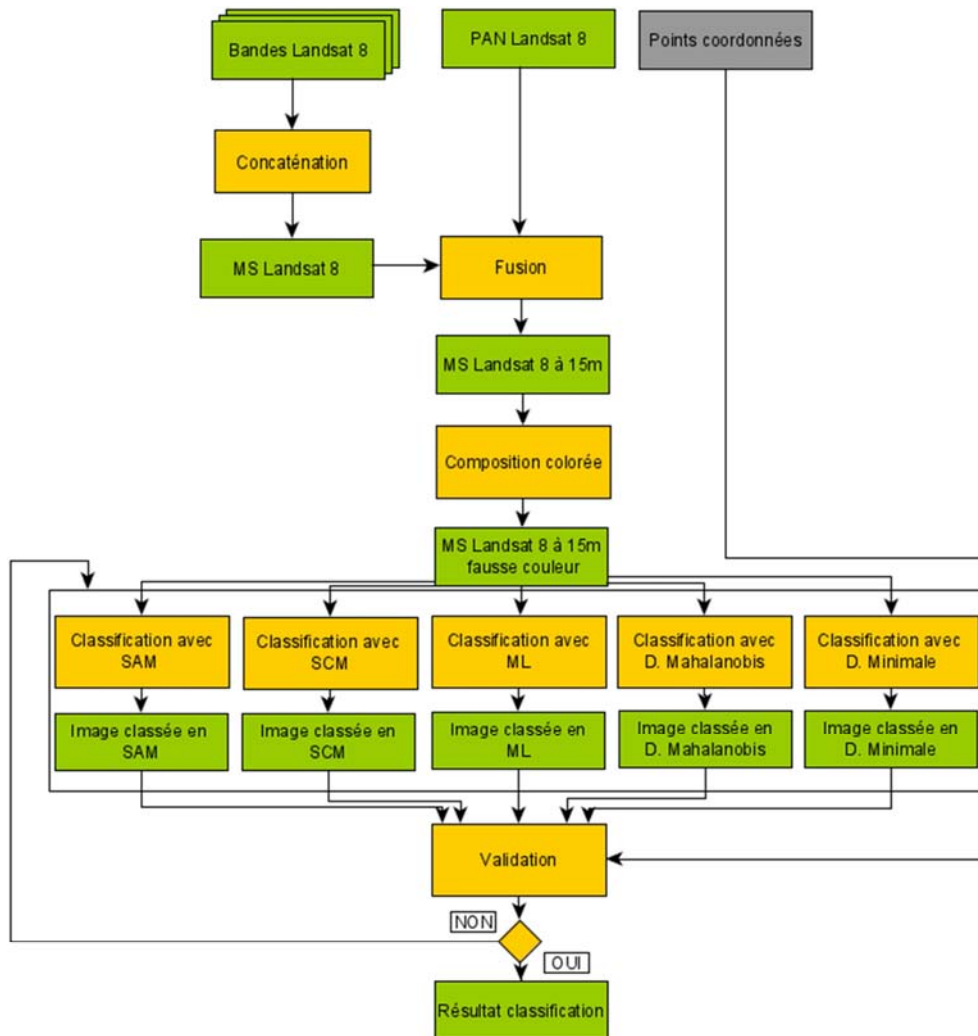 Bandes Landsat 8
PAN Landsat 8
Points coordonnées
Concaténation
MS Landsat 8
Fusion
MS Landsat 8 à 15m
Composition colorée
MS Landsat 8 à 15m
fausse couleur
Classification avec
SAM
Classification avec
SCM
Classification avec
ML
Classification avec
D. Mahalanobis
Classification avec
D. Minimale
Image classée en
SAM
Image classée en
SCM
Image classée en
ML
Image classée en
D. Mahalanobis
Image classée en
D. Minimale
Validation
NON
OUI
Résultat classification